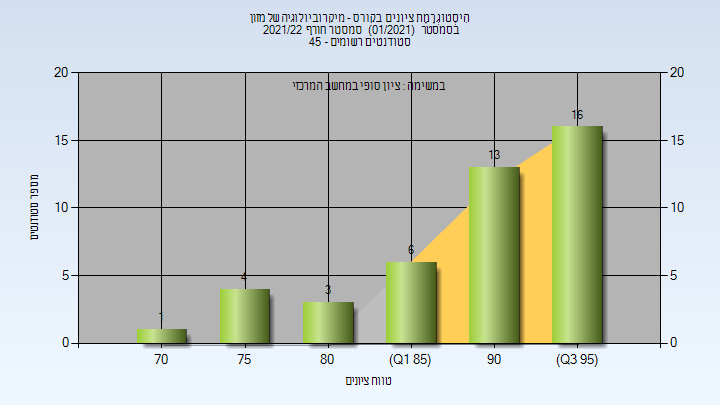 היסטוגרמת ציונים בקורס - מיקרוביולוגיה של מזון
בסמסטר (01/2021) סמסטר חורף 2021/22
סטודנטים רשומים - 45
במשימה : ציון סופי במחשב המרכזי
20 20
15 15
10 10
5 5
0 0
1 4 3 6 13 16
70 75 80 (Q1 85) 90 (Q3 95)
מספר סטודנטים
טווח ציונים